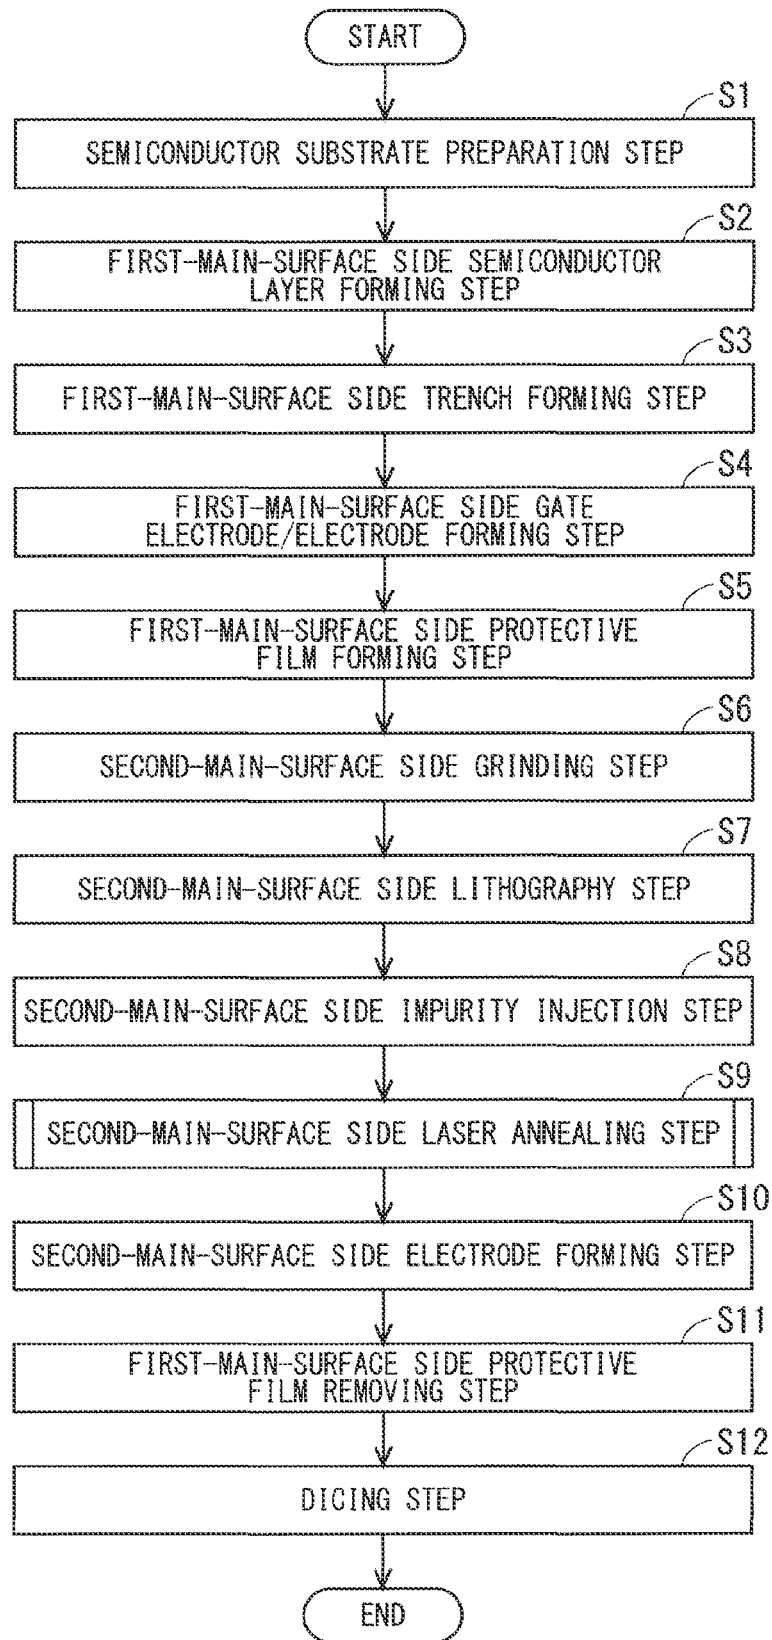 START
S1
SEMICONDUCTOR SUBSTRATE PREPARATION STEP
S2
FIRST-MAIN-SURFACE SIDE SEMICONDUCTOR
LAYER FORMING STEP
S3
FIRST-MAIN-SURFACE SIDE TRENCH FORMING STEP
S4
FIRST-MAIN-SURFACE SIDE GATE
ELECTRODE/ELECTRODE FORMING STEP
S5
FIRST-MAIN-SURFACE SIDE PROTECTIVE
FILM FORMING STEP
S6
SECOND-MAIN-SURFACE SIDE GRINDING STEP
S7
SECOND-MAIN-SURFACE SIDE LITHOGRAPHY STEP
S8
SECOND-MAIN-SURFACE SIDE IMPURITY INJECTION STEP
S9
SECOND-MAIN-SURFACE SIDE LASER ANNEALING STEP
S10
SECOND-MAIN-SURFACE SIDE ELECTRODE FORMING STEP
S11
FIRST-MAIN-SURFACE SIDE PROTECTIVE
FILM REMOVING STEP
S12
DICING STEP
END